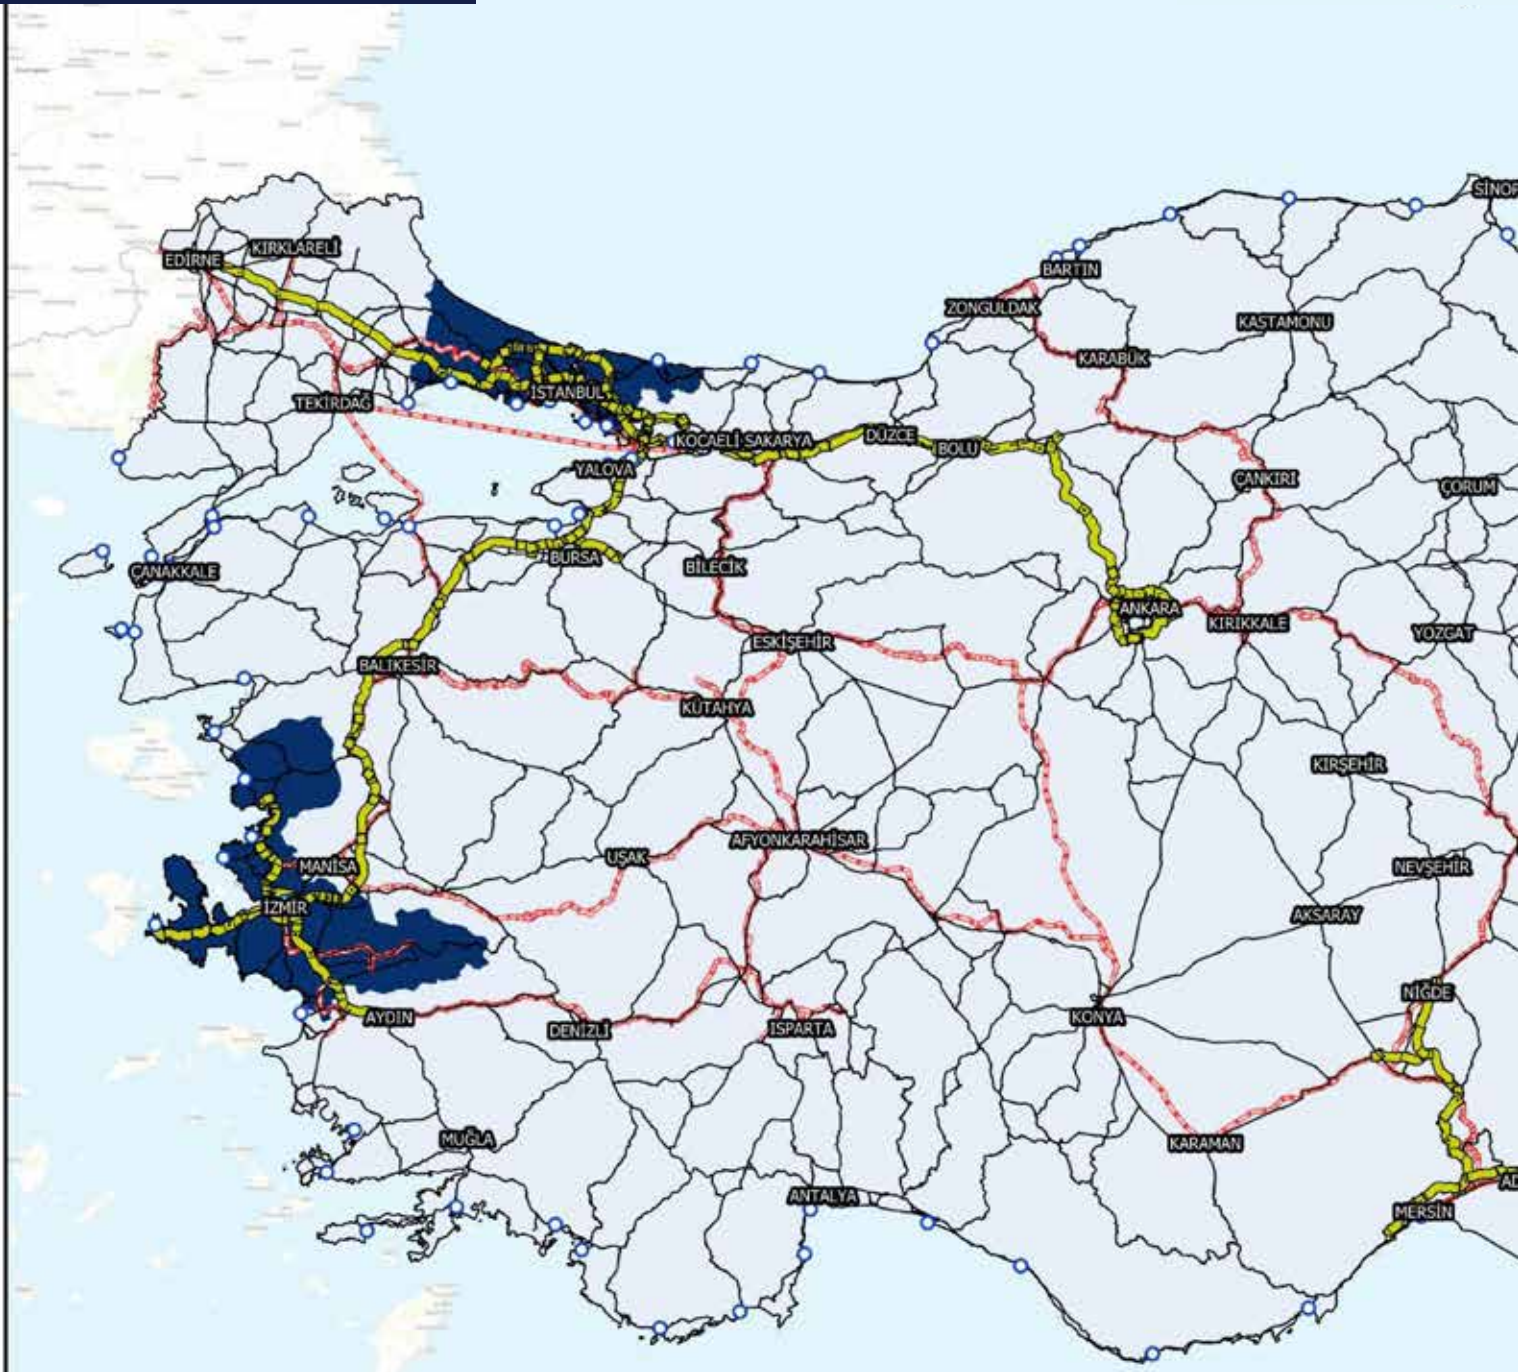 SİNOP
KIRKLARELİ
EDİRNE
BARTIN
ZONGULDAK
KASTAMONU
KARABÜK
İSTANBUL
TEKİRDAĞ
KOCAELİ SAKARYA
DÜZCE
BOLU
YALOVA
ÇANKIRI
ÇORUM
BURSA
BİLECİK
ÇANAKKALE
ANKARA
KIRIKKALE
YOZGAT
ESKİŞEHİR
BALIKESİR
KÜTAHYA
KIRŞEHİR
AFYONKARAHİSAR
UŞAK
MANİSA
NEVŞEHİR
İZMİR
AKSARAY
NİĞDE
AYDIN
DENİZLİ
ISPARTA
KONYA
MUĞLA
KARAMAN
AD
ANTALYA
MERSİN